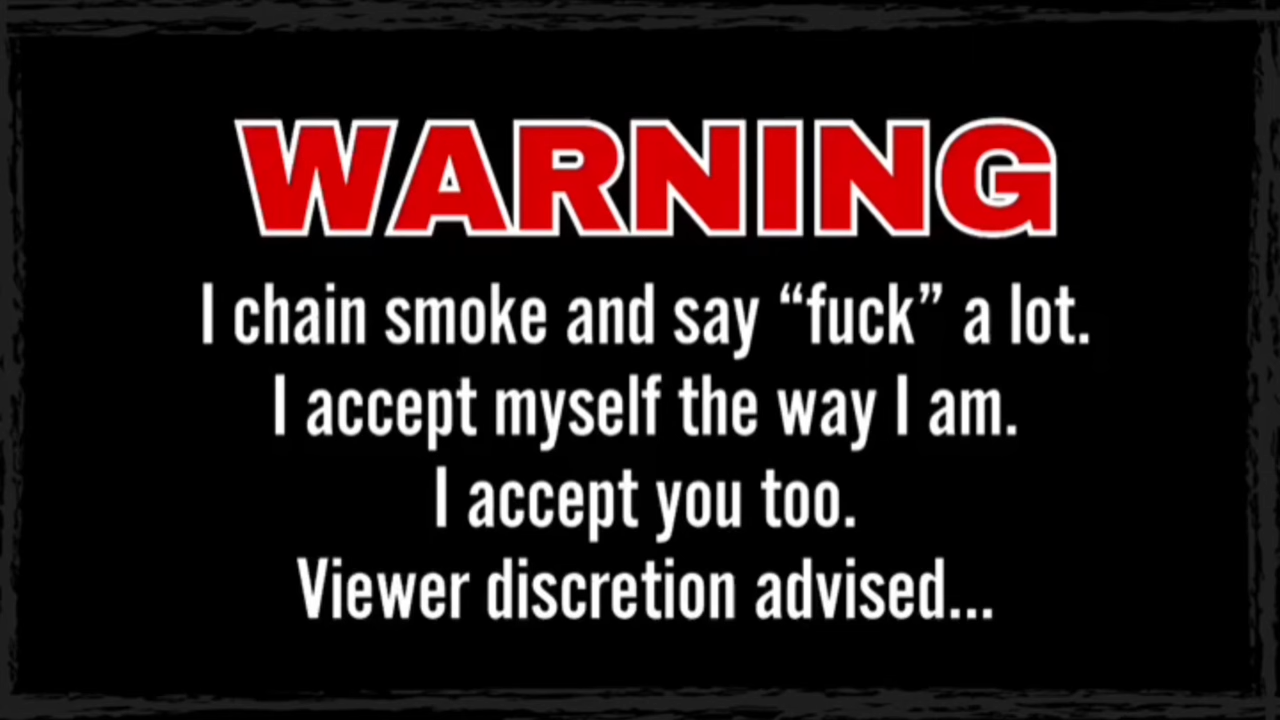 WARNING
I chain smoke and say “fuck” a lot.
I accept myself the way I am.
I accept you too.
Viewer discretion advised...